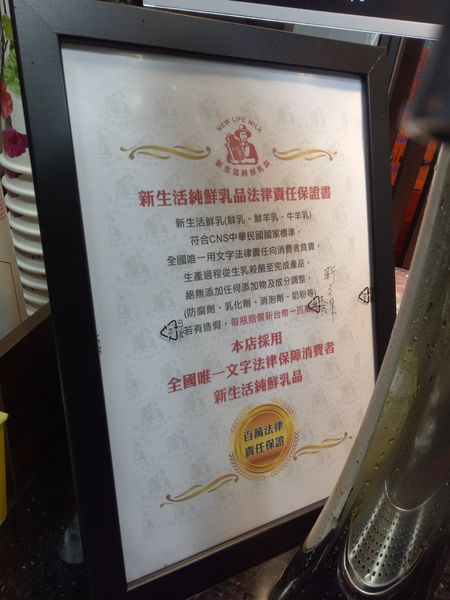 NEW LIFE MILK
新生活純鮮乳品
新生活純鮮乳品法律責任保證書
新生活鮮乳(鮮乳、鮮羊乳、牛羊乳)
符合CNS中華民國國家標準,
全國唯一用文字法律責任向消費者負責,
生產過程從生乳殺菌至完成產品,
絕無添加任何添加物及成分調整,
(防腐劑、乳化劑、消泡劑、奶粉等)
若有造假,每瓶賠償新台幣一百萬
本店採用
全國唯一文字法律保障消費者
新生活純鮮乳品
百萬法律
責任保證